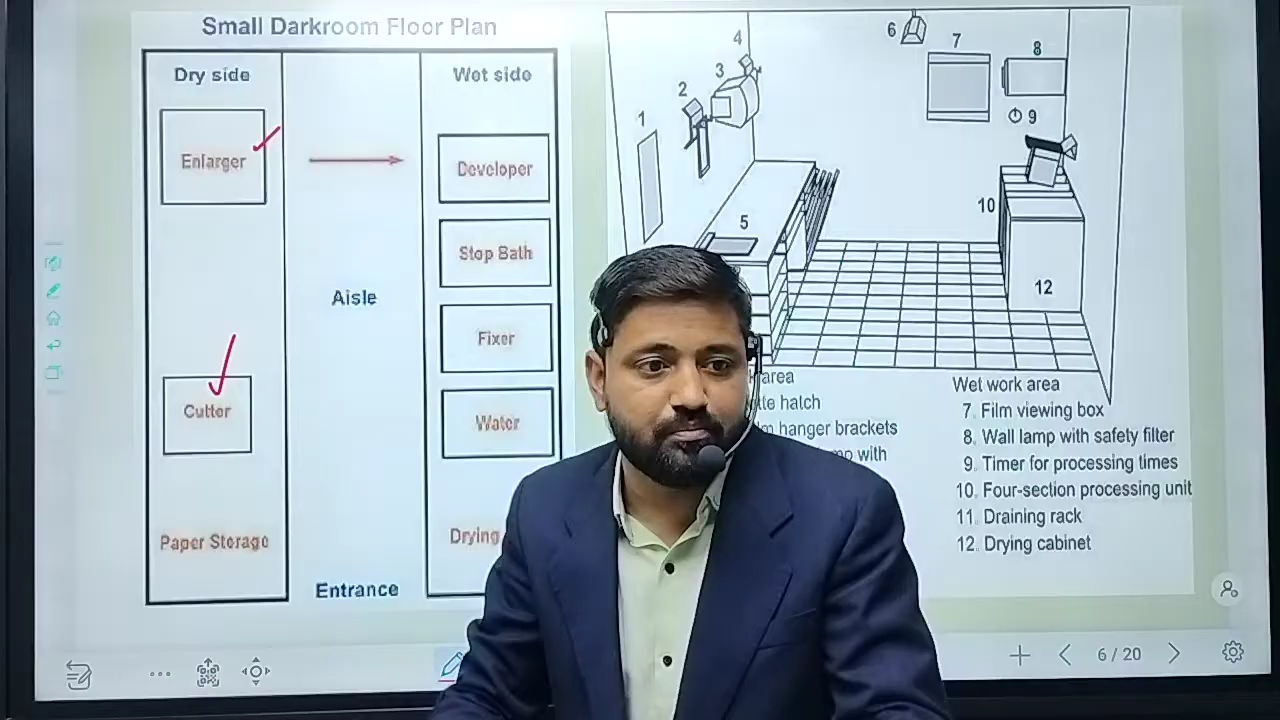 Small Darkroom Floor Plan
Dry side
Wet side
Enlarger
Developer
Stop Bath
Aisle
Fixer
Cutter
Water
Paper Storage
Drying
Entrance
1
2
3
4
5
6
7
8
9
10
12
area
hatch
hanger brackets
with
Wet work area
7. Film viewing box
8. Wall lamp with safety filter
9. Timer for processing times
10. Four-section processing unit
11. Draining rack
12. Drying cabinet
6 / 20